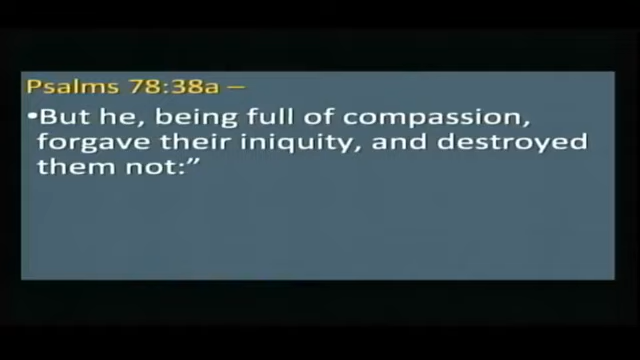 Psalms 78:38a –
•But he, being full of compassion,
forgave their iniquity, and destroyed
them not:”